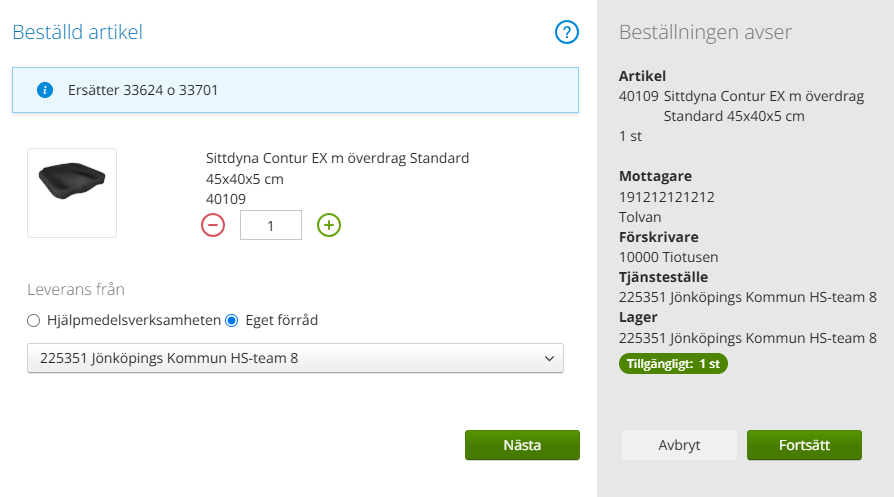 Beställd artikel
?
i Ersätter 33624 o 33701
Sittdyna Contur EX m överdrag Standard
45x40x5 cm
40109
1
Leverans från
Hjälpmedelsverksamheten Eget förråd
225351 Jönköpings Kommun HS-team 8
Nästa
Beställningen avser
Artikel
40109 Sittdyna Contur EX m överdrag
Standard 45x40x5 cm
1 st
Mottagare
191212121212
Tolvan
Förskrivare
10000 Tiotusen
Tjänsteställe
225351 Jönköpings Kommun HS-team 8
Lager
225351 Jönköpings Kommun HS-team 8
Tillgängligt: 1 st
Avbryt
Fortsätt